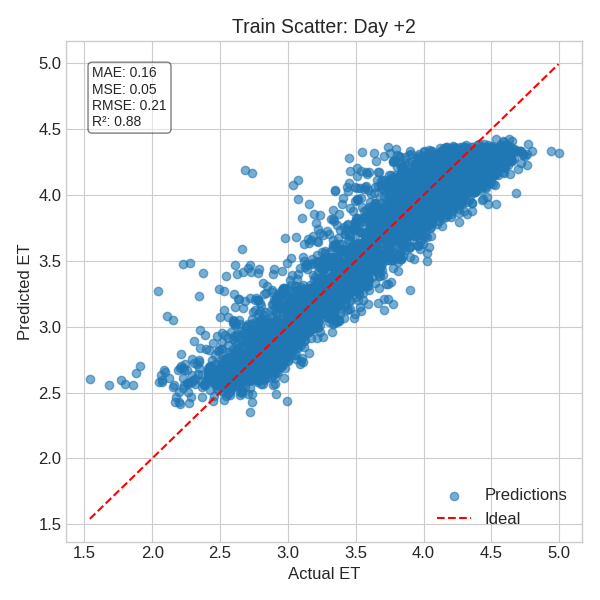 Train Scatter: Day +2
MAE: 0.16
MSE: 0.05
RMSE: 0.21
R²: 0.88
5.0
4.5
4.0
3.5
3.0
2.5
2.0
1.5
Predicted ET
Predictions
Ideal
1.5 2.0 2.5 3.0 3.5 4.0 4.5 5.0
Actual ET